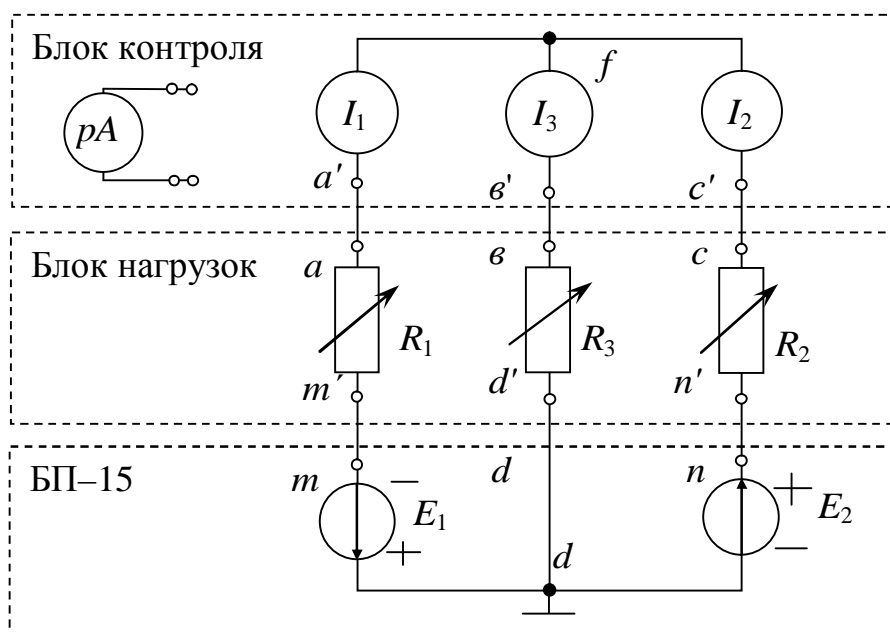 Блок контроля
f
pA
I1
I3
I2
a'
в'
c'
Блок нагрузок
a
в
c
R1
R3
R2
m´
d'
n'
БП–15
m
–
d
n
+
E1
E2
+
–
d